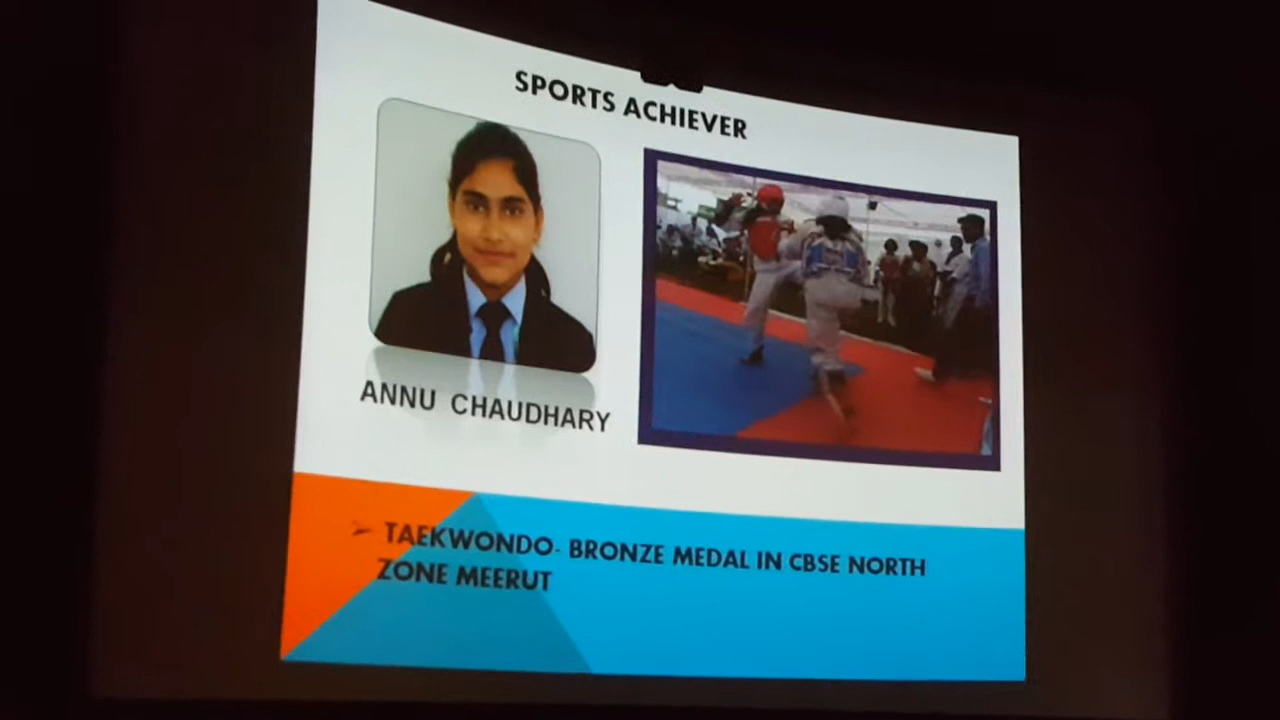 SPORTS ACHIEVER
ANNU CHAUDHARY
➢ TAEKWONDO- BRONZE MEDAL IN CBSE NORTH
ZONE MEERUT